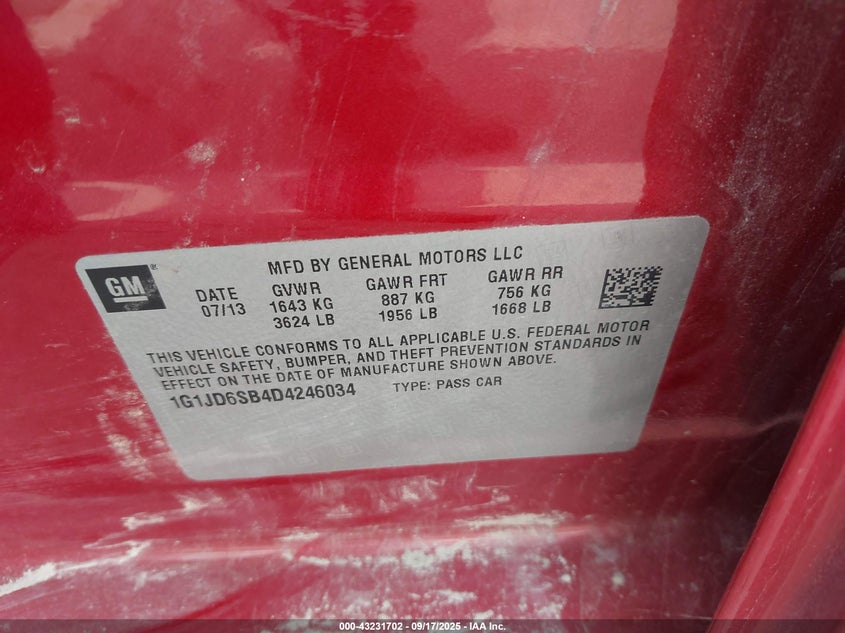 GM ®
MFD BY GENERAL MOTORS LLC
DATE GVWR GAWR FRT GAWR RR
07/13 1643 KG 887 KG 756 KG
3624 LB 1956 LB 1668 LB
THIS VEHICLE CONFORMS TO ALL APPLICABLE U.S. FEDERAL MOTOR
VEHICLE SAFETY, BUMPER, AND THEFT PREVENTION STANDARDS IN
EFFECT ON THE DATE OF MANUFACTURE SHOWN ABOVE.
1G1JD6SB4D4246034 TYPE: PASS CAR
000-43231702 - 09/17/2025 - IAA Inc.